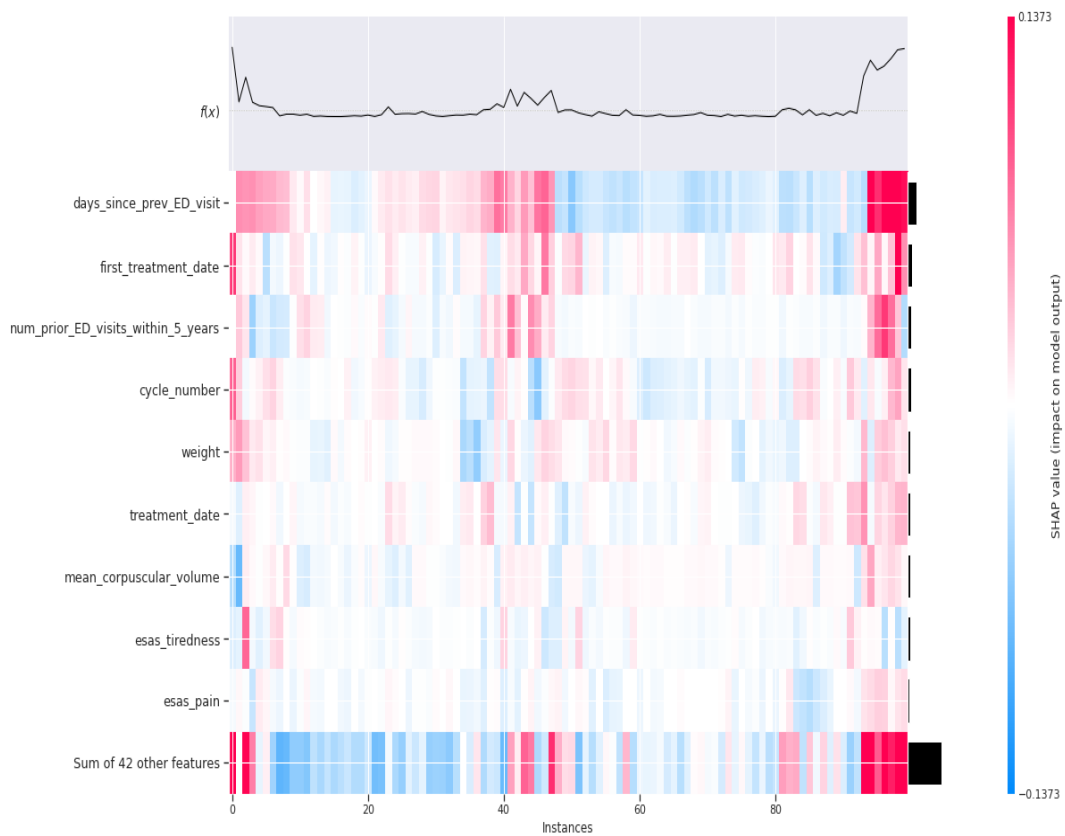 0.1373
f(x)
days_since_prev_ED_visit
first_treatment_date
num_prior_ED_visits_within_5_years
cycle_number
weight
treatment_date
mean_corpuscular_volume
esas_tiredness
esas_pain
Sum of 42 other features
0 20 40 60 80
Instances
SHAP value (impact on model output)
−0.1373